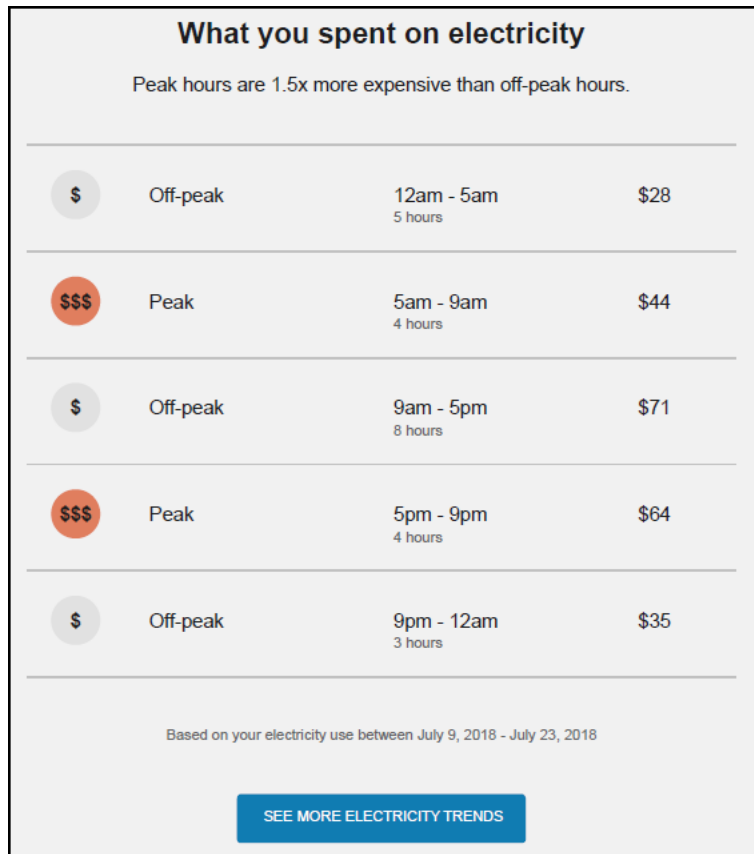 What you spent on electricity
Peak hours are 1.5x more expensive than off-peak hours.
$ Off-peak 12am - 5am $28
5 hours
$$$ Peak 5am - 9am $44
4 hours
$ Off-peak 9am - 5pm $71
8 hours
$$$ Peak 5pm - 9pm $64
4 hours
$ Off-peak 9pm - 12am $35
3 hours
Based on your electricity use between July 9, 2018 - July 23, 2018
SEE MORE ELECTRICITY TRENDS